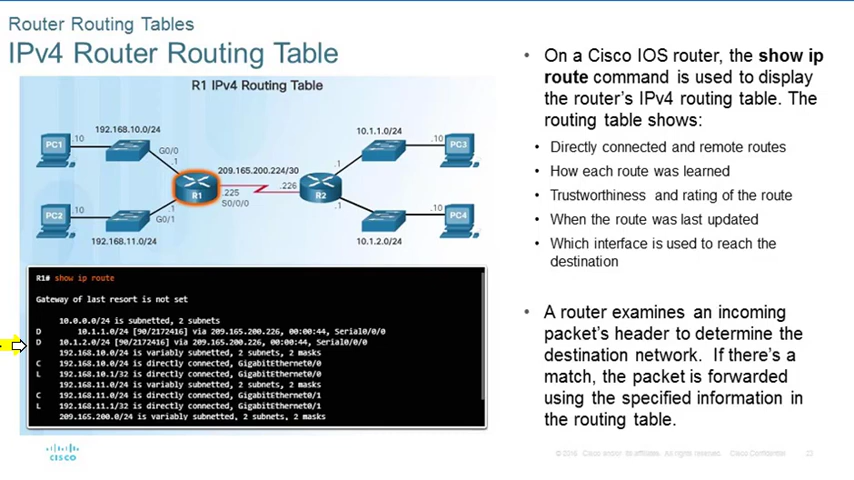 Router Routing Tables
IPv4 Router Routing Table
R1 IPv4 Routing Table
192.168.10.0/24
10.1.1.0/24
PC1
.10
G0/0
.1
.10
PC3
209.165.200.224/30
.1
R1
.225
S0/0/0
.226
R2
PC2
.10
.1
G0/1
.1
.10
PC4
192.168.11.0/24
10.1.2.0/24
R1# show ip route
Gateway of last resort is not set
10.0.0.0/24 is subnetted, 2 subnets
D 10.1.1.0/24 [90/2172416] via 209.165.200.226, 00:00:44, Serial0/0/0
D 10.1.2.0/24 [90/2172416] via 209.165.200.226, 00:00:44, Serial0/0/0
192.168.10.0/24 is variably subnetted, 2 subnets, 2 masks
C 192.168.10.0/24 is directly connected, GigabitEthernet0/0
L 192.168.10.1/32 is directly connected, GigabitEthernet0/0
192.168.11.0/24 is variably subnetted, 2 subnets, 2 masks
C 192.168.11.0/24 is directly connected, GigabitEthernet0/1
L 192.168.11.1/32 is directly connected, GigabitEthernet0/1
209.165.200.0/24 is variably subnetted, 2 subnets, 2 masks
• On a Cisco IOS router, the show ip
route command is used to display
the router's IPv4 routing table. The
routing table shows:
• Directly connected and remote routes
• How each route was learned
• Trustworthiness and rating of the route
• When the route was last updated
• Which interface is used to reach the
destination
• A router examines an incoming
packet's header to determine the
destination network. If there's a
match, the packet is forwarded
using the specified information in
the routing table.
CISCO
© 2016 Cisco and/or its affiliates. All rights reserved. Cisco Confidential 23